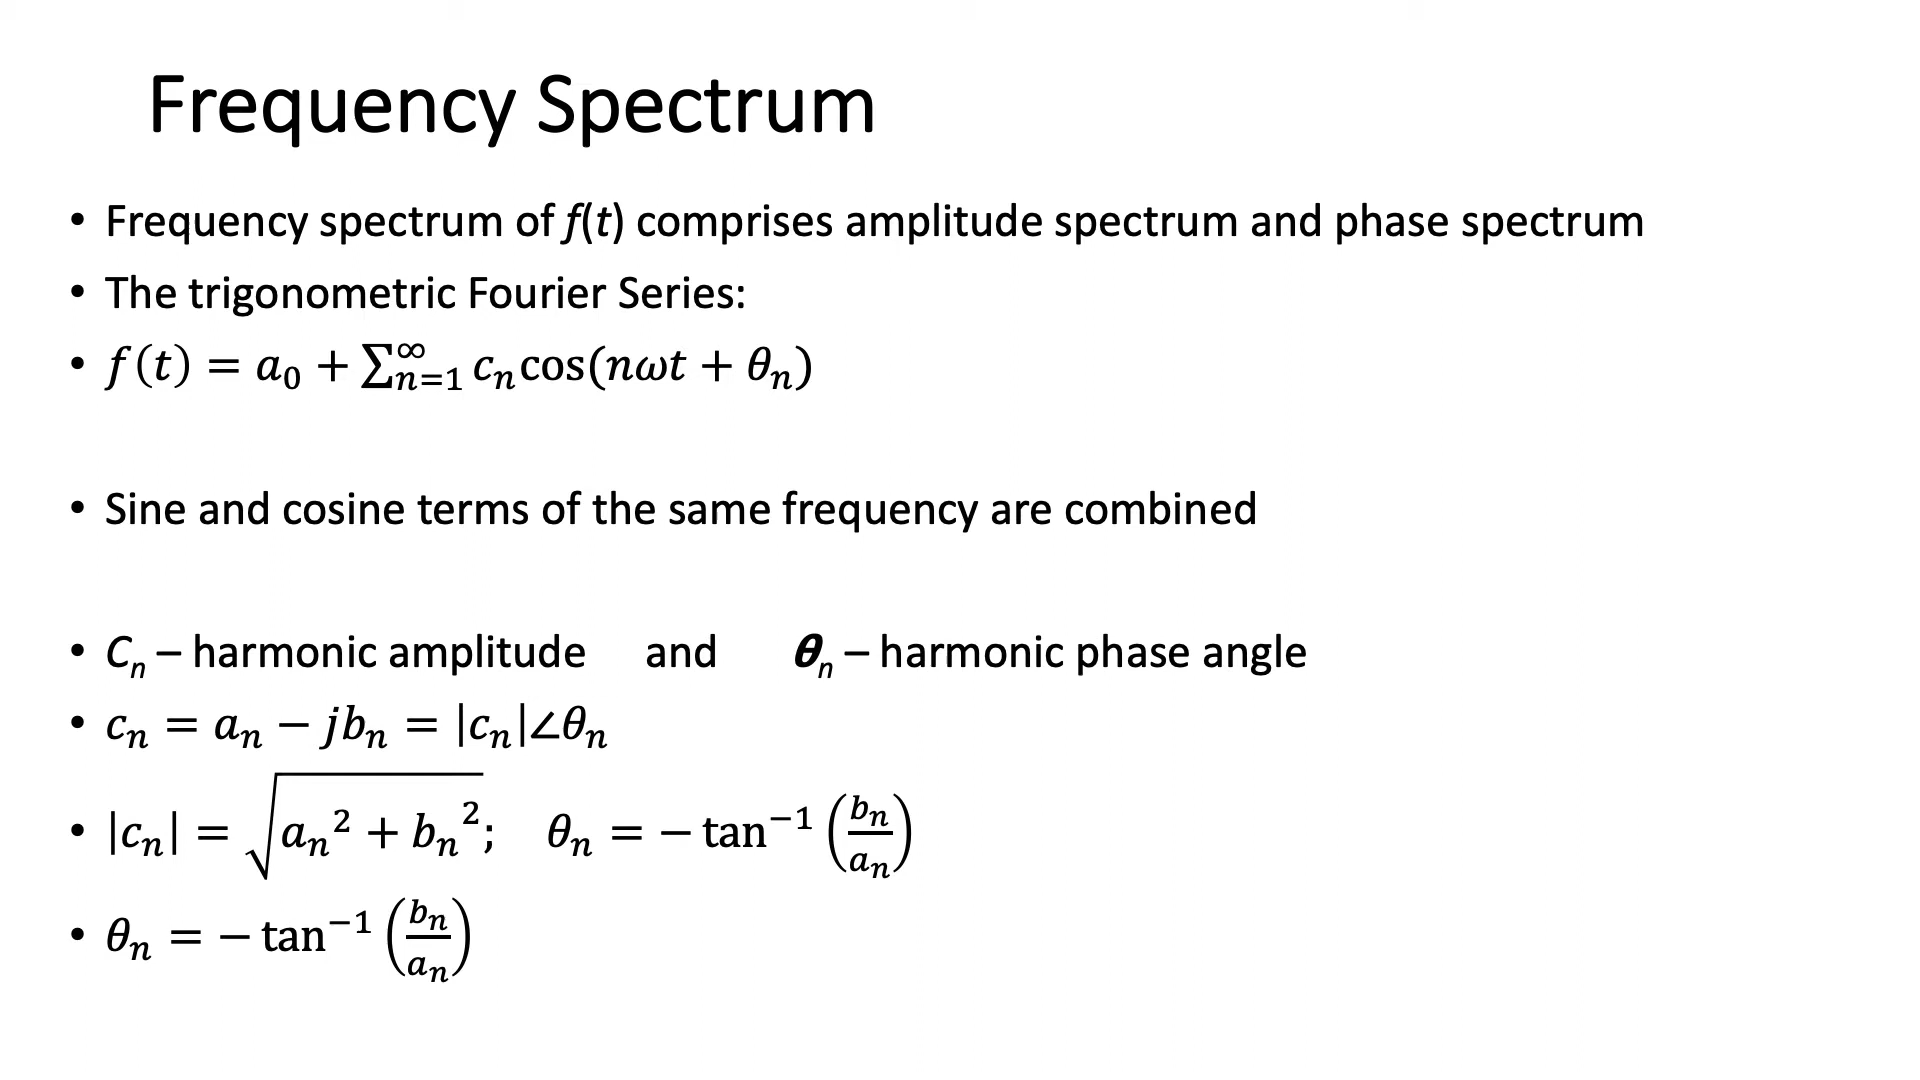 Frequency Spectrum
• Frequency spectrum of f(t) comprises amplitude spectrum and phase spectrum
• The trigonometric Fourier Series:
• f(t) = a₀ + ∑ₙ₌₁^∞ cₙcos(nωt + θₙ)
• Sine and cosine terms of the same frequency are combined
• Cₙ – harmonic amplitude and θₙ – harmonic phase angle
• cₙ = aₙ − jbₙ = |cₙ|∠θₙ
• |cₙ| = √(aₙ² + bₙ²); θₙ = − tan⁻¹(bₙ/aₙ)
• θₙ = − tan⁻¹(bₙ/aₙ)